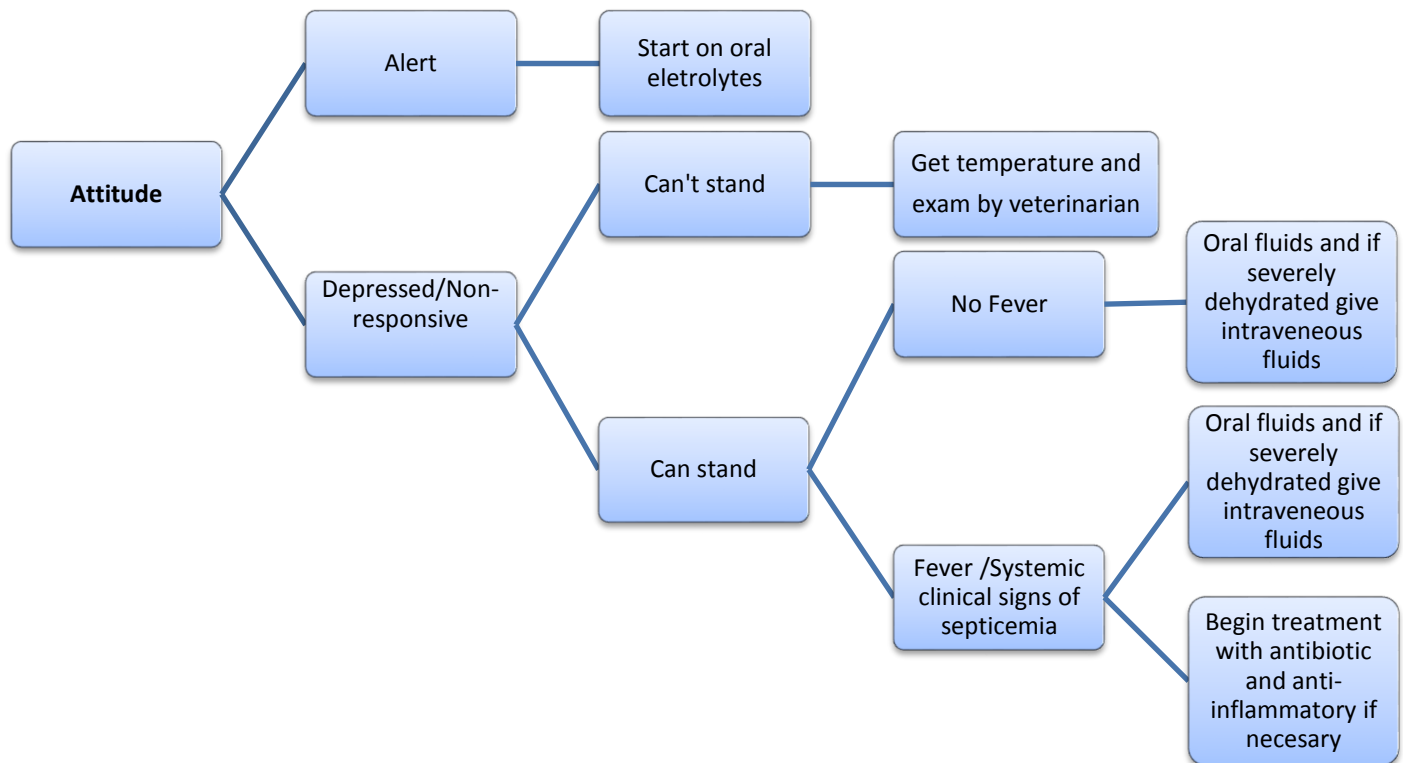 Attitude
Alert
Start on oral
eletrolytes
Depressed/Non-
responsive
Can't stand
Get temperature and
exam by veterinarian
Can stand
No Fever
Oral fluids and if
severely
dehydrated give
intraveneous
fluids
Fever /Systemic
clinical signs of
septicemia
Oral fluids and if
severely
dehydrated give
intraveneous
fluids
Begin treatment
with antibiotic
and anti-
inflammatory if
necesary